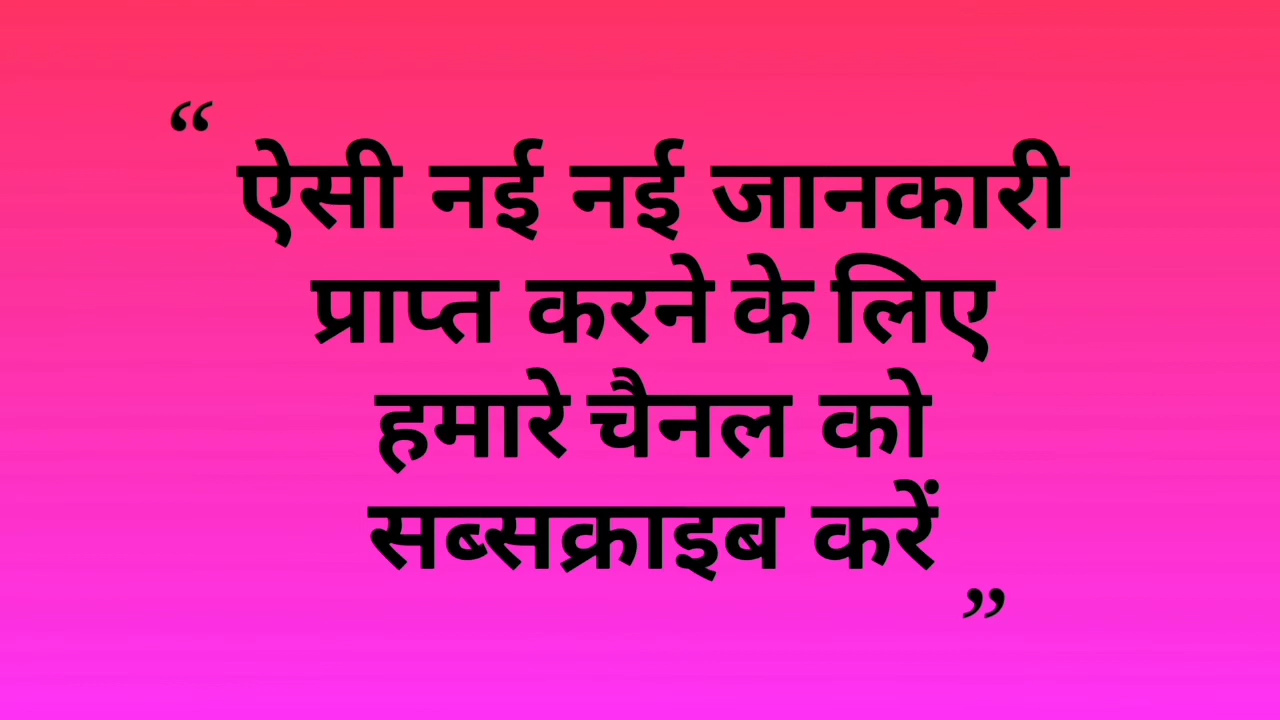 “ ऐसी नई नई जानकारी
प्राप्त करने के लिए
हमारे चैनल को
सब्सक्राइब करें ”